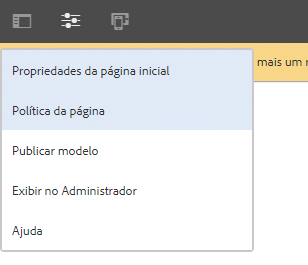 mais um
Propriedades da página inicial
Política da página
Publicar modelo
Exibir no Administrador
Ajuda